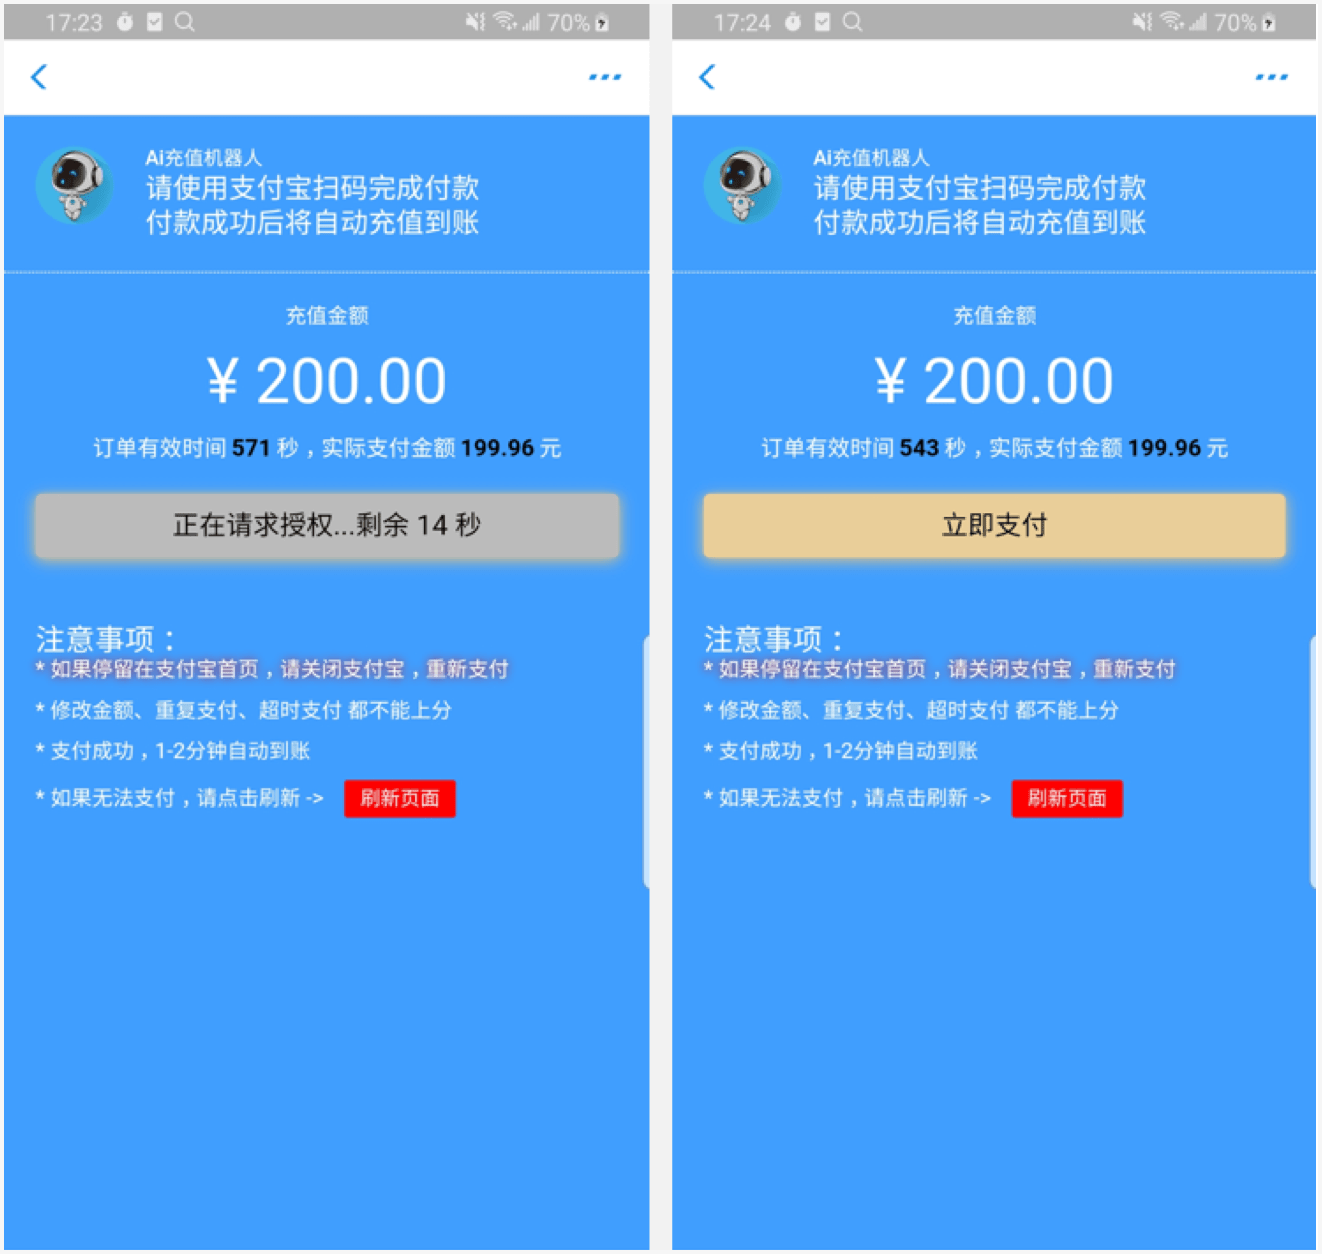 17:23
70%
Ai充值机器人
请使用支付宝扫码完成付款
付款成功后将自动充值到账
充值金额
¥ 200.00
订单有效时间 571 秒，实际支付金额 199.96 元
正在请求授权...剩余 14 秒
注意事项：
* 如果停留在支付宝首页，请关闭支付宝，重新支付
* 修改金额、重复支付、超时支付 都不能上分
* 支付成功，1-2分钟自动到账
* 如果无法支付，请点击刷新 -> 刷新页面
17:24
70%
Ai充值机器人
请使用支付宝扫码完成付款
付款成功后将自动充值到账
充值金额
¥ 200.00
订单有效时间 543 秒，实际支付金额 199.96 元
立即支付
注意事项：
* 如果停留在支付宝首页，请关闭支付宝，重新支付
* 修改金额、重复支付、超时支付 都不能上分
* 支付成功，1-2分钟自动到账
* 如果无法支付，请点击刷新 -> 刷新页面